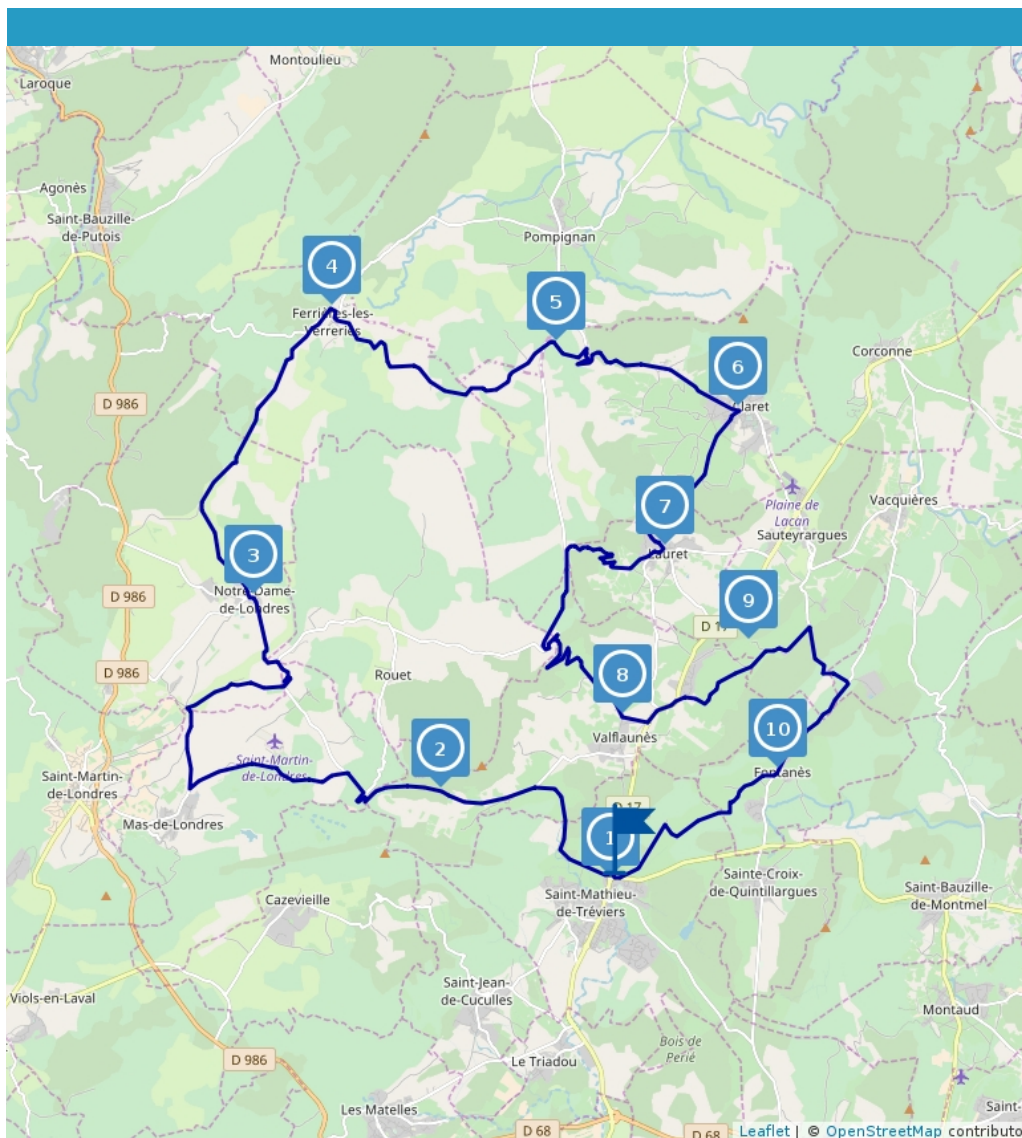 Montoulieu
Laroque
Agonès
Saint-Bauzille-
de-Putois
Pompignan
4
5
Ferrières-les-
Verreries
Corconne
6
Claret
D 986
7
Plaine de
Lacan
Vacquières
Sauteyrargues
Lauret
3
Notre-Dame-
de-Londres
D 986
9
D 17
D 986
Rouet
8
Valflaunès
10
Fontanès
2
Saint-Martin-
de-Londres
Saint-Martin-
de-Londres
Mas-de-Londres
D 17
1
Sainte-Croix-
de-Quintillargues
Saint-Bauzille-
de-Montmel
Saint-Mathieu-
de-Tréviers
Cazevieille
Saint-Jean-
de-Cuculles
Viols-en-Laval
Montaud
Bois de
Perié
D 986
Le Triadou
Les Matelles
Saint-
D 68
D 68
Leaflet | © OpenStreetMap contributo